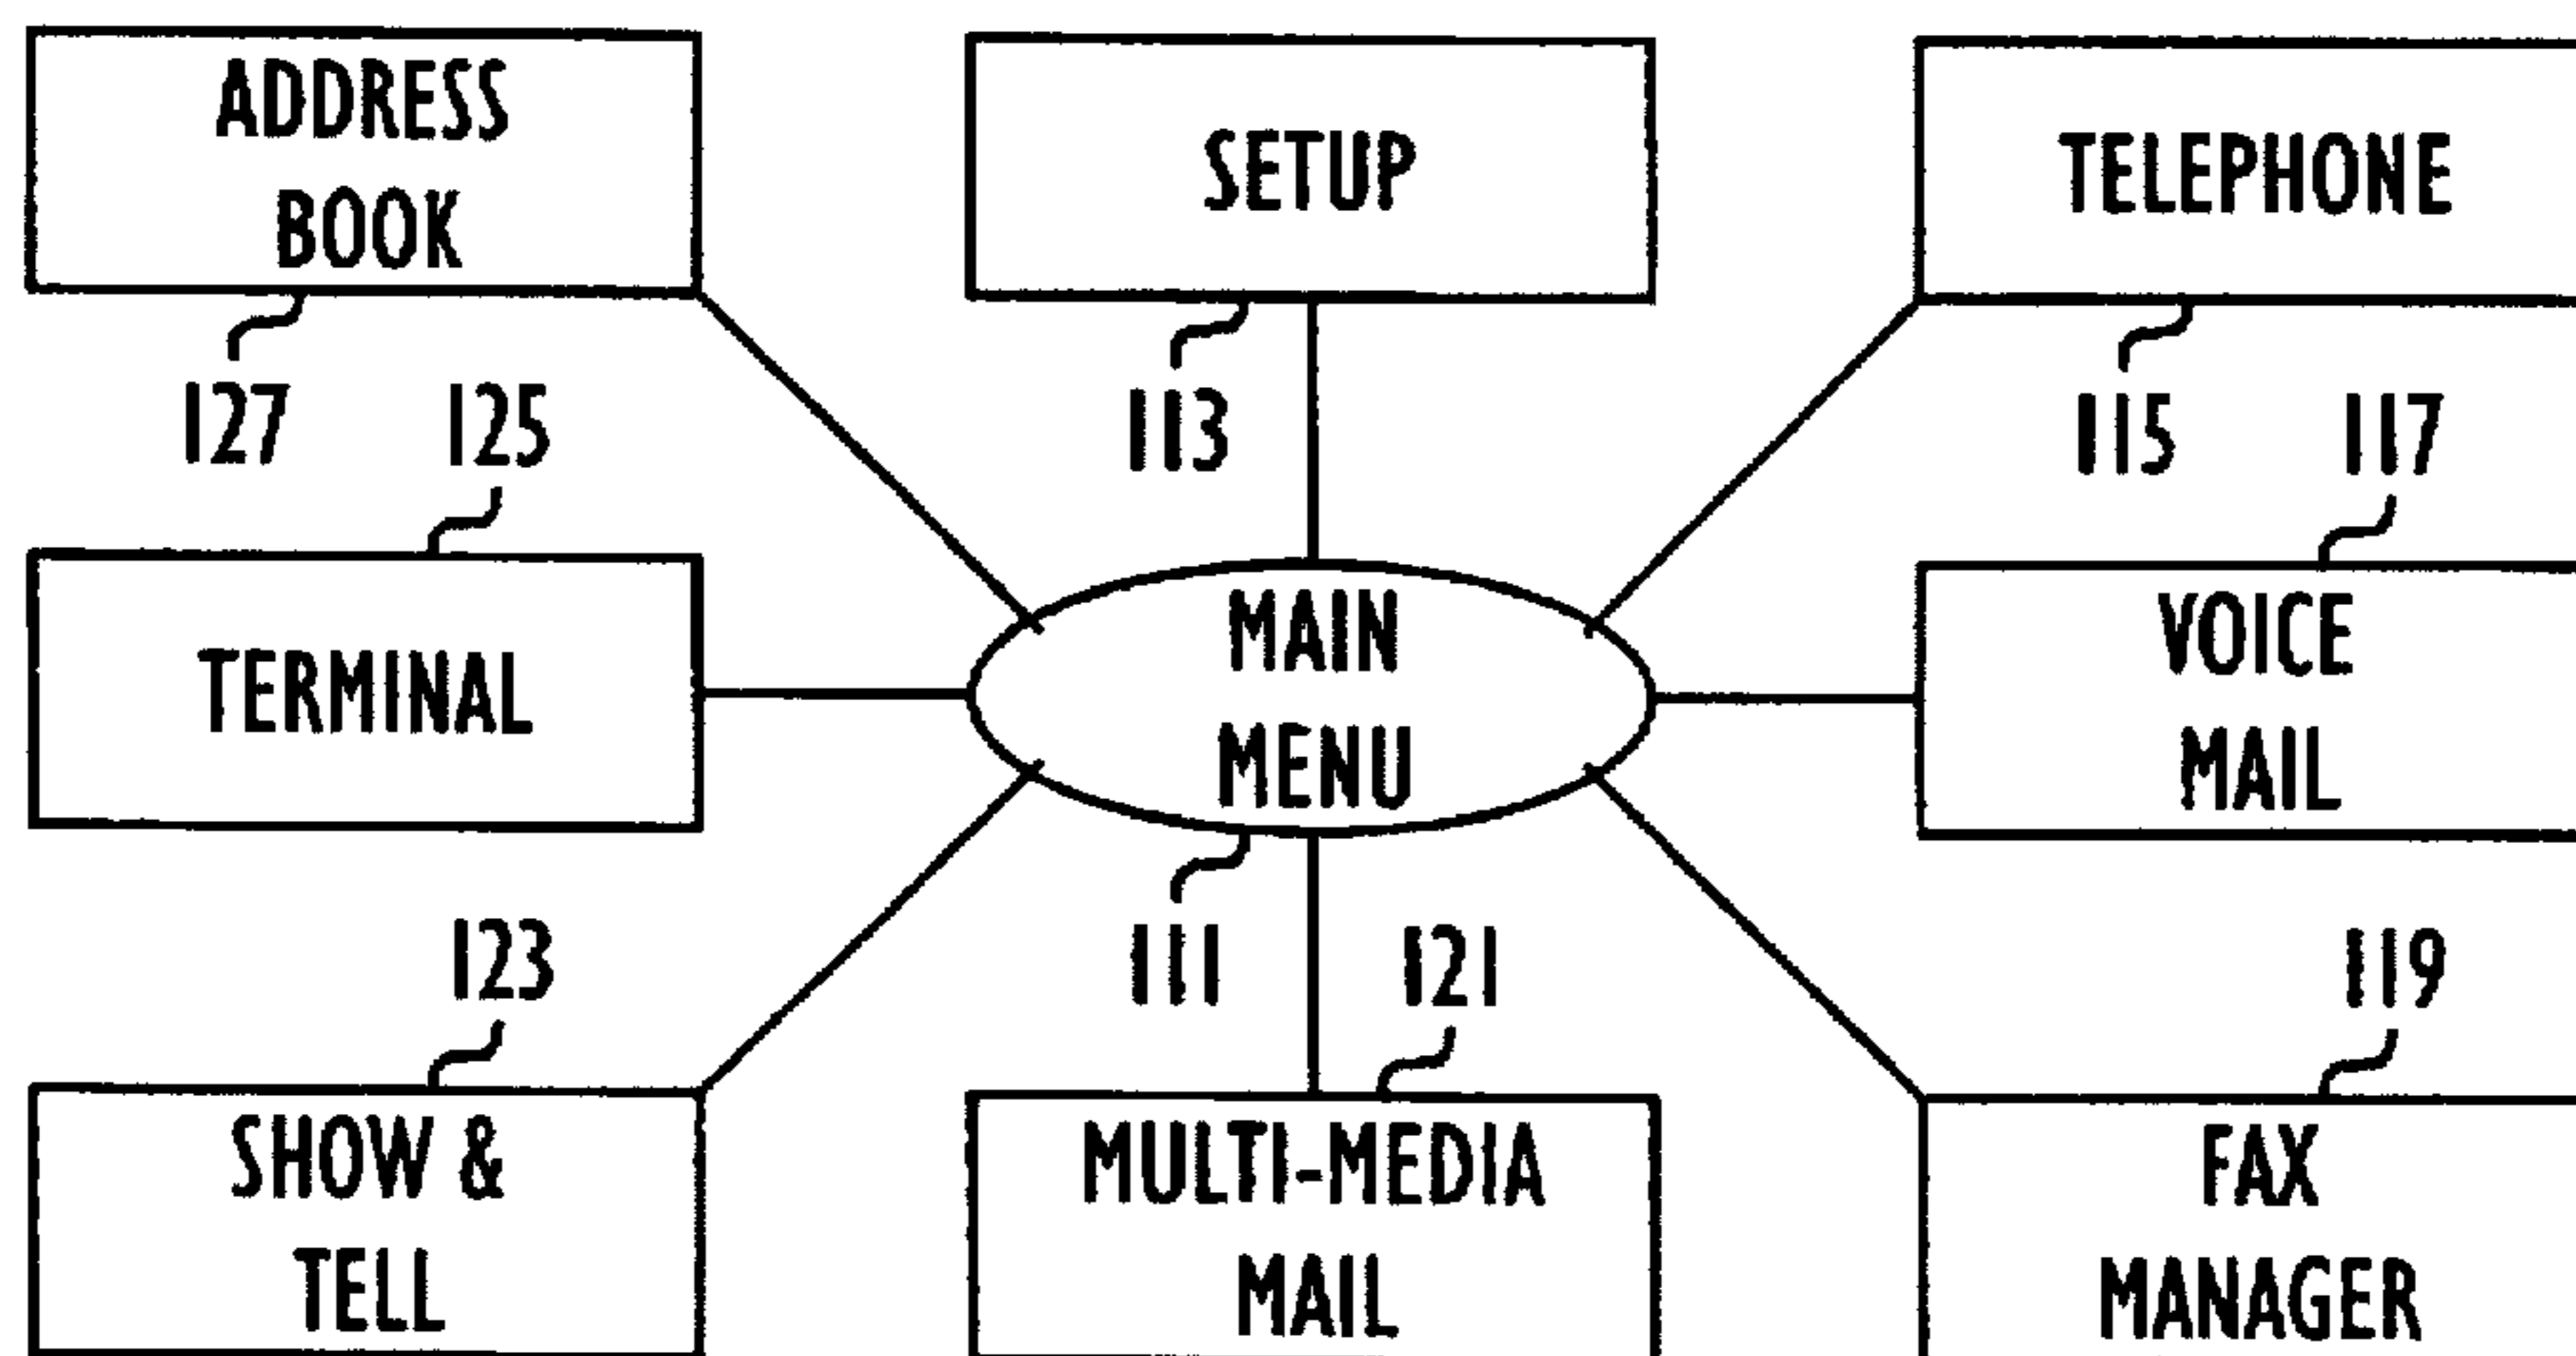 ADDRESS
BOOK
SETUP
TELEPHONE
127
125
113
115
117
TERMINAL
MAIN
MENU
VOICE
MAIL
123
111
121
119
SHOW &
TELL
MULTI-MEDIA
MAIL
FAX
MANAGER